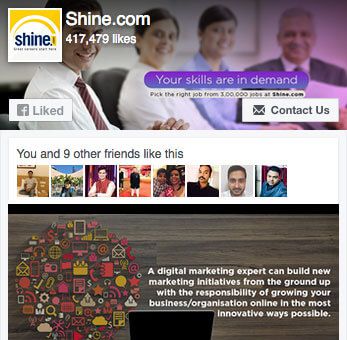 shine.
Great careers start here
Shine.com
417,479 likes
Your skills are in demand
Pick the right job from 3,00,000 jobs at Shine.com
Liked
Contact Us
You and 9 other friends like this
A digital marketing expert can build new
marketing initiatives from the ground up
with the responsibility of growing your
business/organisation online in the most
innovative ways possible.